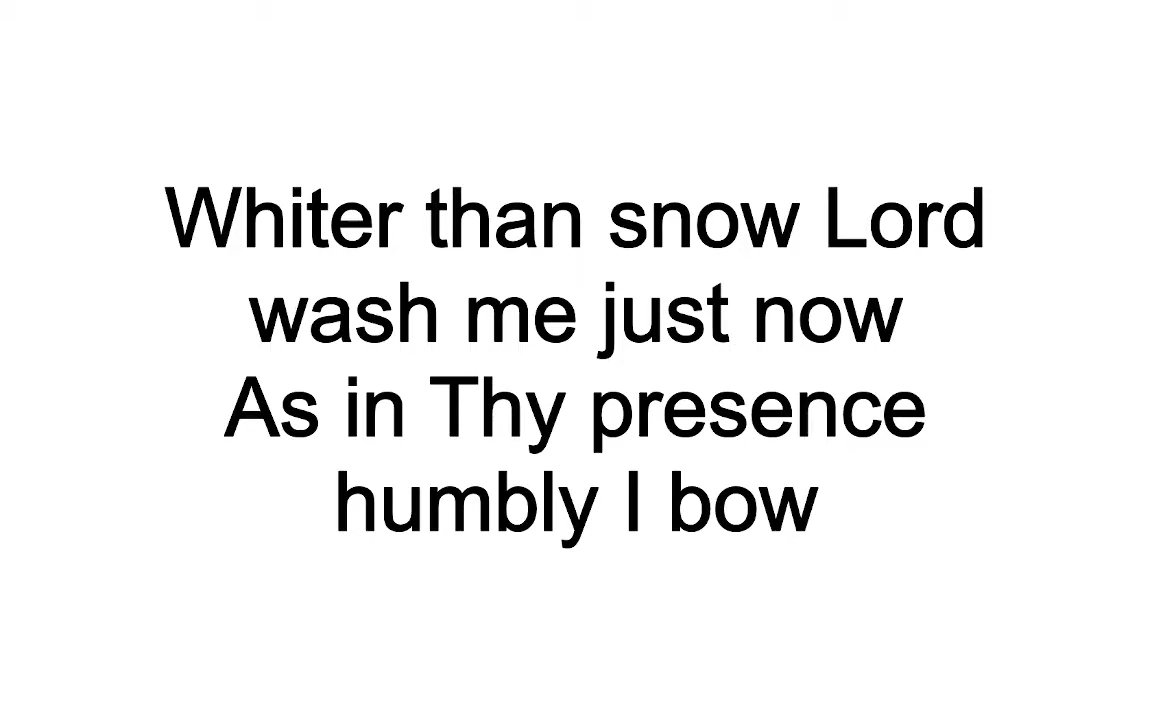 Whiter than snow Lord
wash me just now
As in Thy presence
humbly I bow